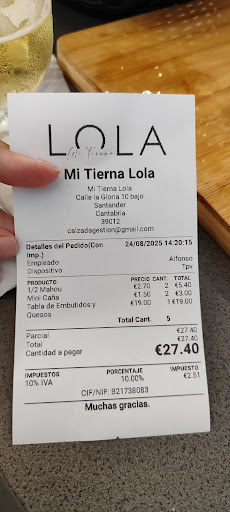 LOLA
Mi Tierna
Mi Tierna Lola
Mi Tierna Lola
Calle la Gloria 10 bajo
Santander
Cantabria
39012
calzadagestion@gmail.com
Detalles del Pedido(Con Imp.) 24/08/2025 14:20:15
Empleado Alfonso
Dispositivo Tpv
PRODUCTO PRECIO CANT. TOTAL
1/2 Mahou €2.70 2 €5.40
Mini Caña €1.50 2 €3.00
Tabla de Embutidos y Quesos €19.00 1 €19.00
Total Cant. 5
Parcial €27.40
Total €27.40
Cantidad a pagar €27.40
IMPUESTOS PORCENTAJE IMPUESTO
10% IVA 10.00% €2.51
CIF/NIF: B21738083
Muchas gracias.